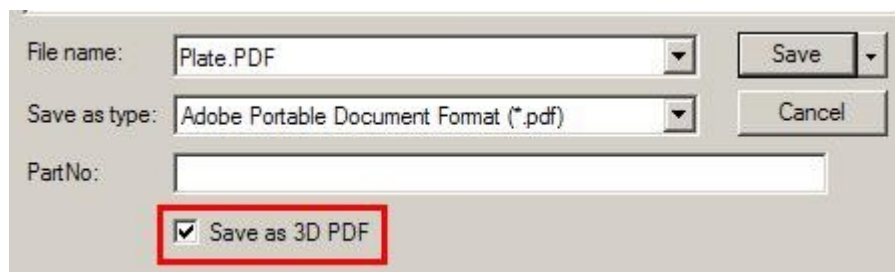 File name: Plate.PDF Save
Save as type: Adobe Portable Document Format (*.pdf) Cancel
PartNo:
Save as 3D PDF